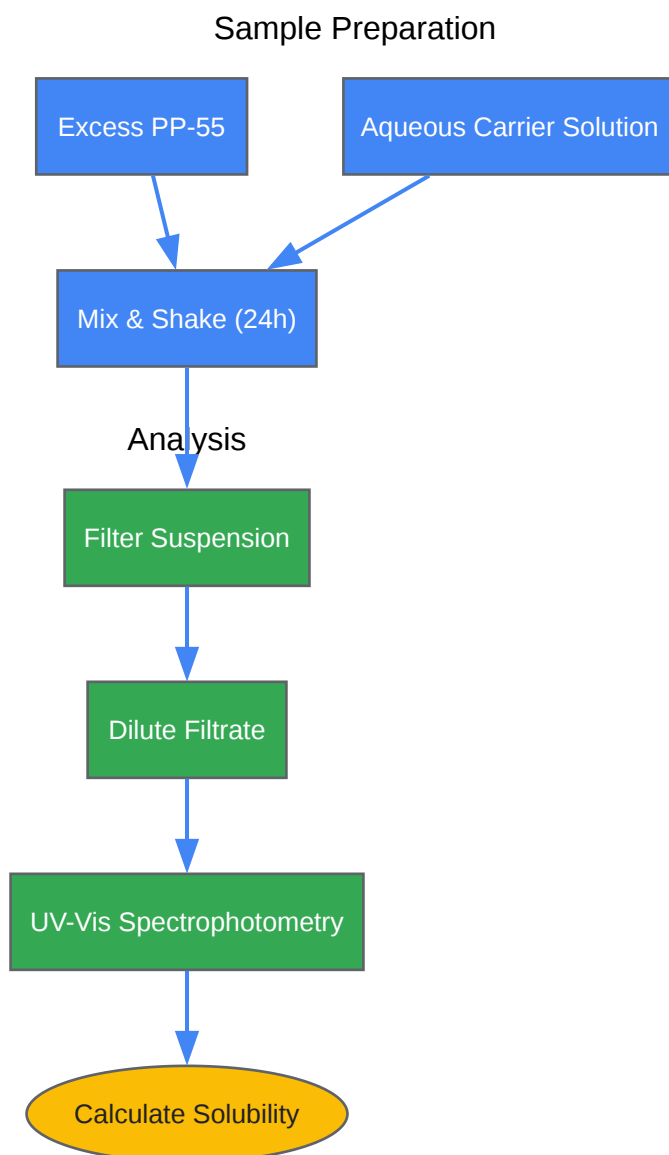 Sample Preparation
Excess PP-55
Aqueous Carrier Solution
Mix & Shake (24h)
Analysis
Filter Suspension
Dilute Filtrate
UV-Vis Spectrophotometry
Calculate Solubility